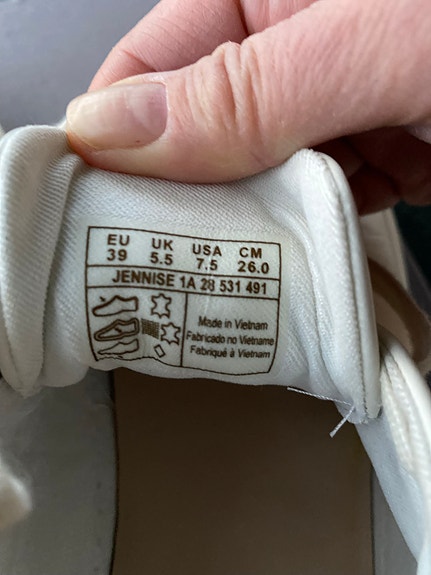 EU UK USA CM
39 5.5 7.5 26.0
JENNISE 1A 28 531 491
Made in Vietnam
Fabricado no Vietname
Fabriqué à Vietnam